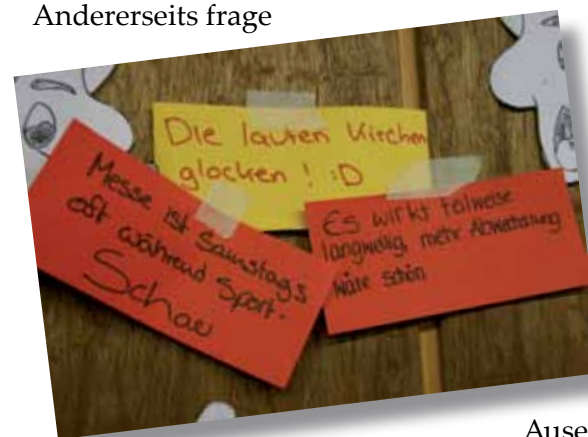 Andererseits frage
Die lauten Kirchen
glocken ! :D
Messe ist Samstags
oft während Sport-
Schau
Es wirkt teilweise
langweilig, mehr Abwechslung
wäre schön
Ause